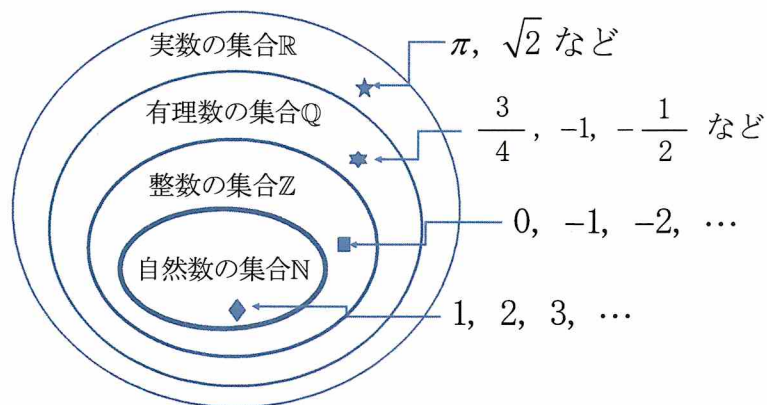 実数の集合ℝ
π, √2 など
有理数の集合ℚ
3/4, −1, −1/2 など
整数の集合ℤ
0, −1, −2, …
自然数の集合ℕ
1, 2, 3, …